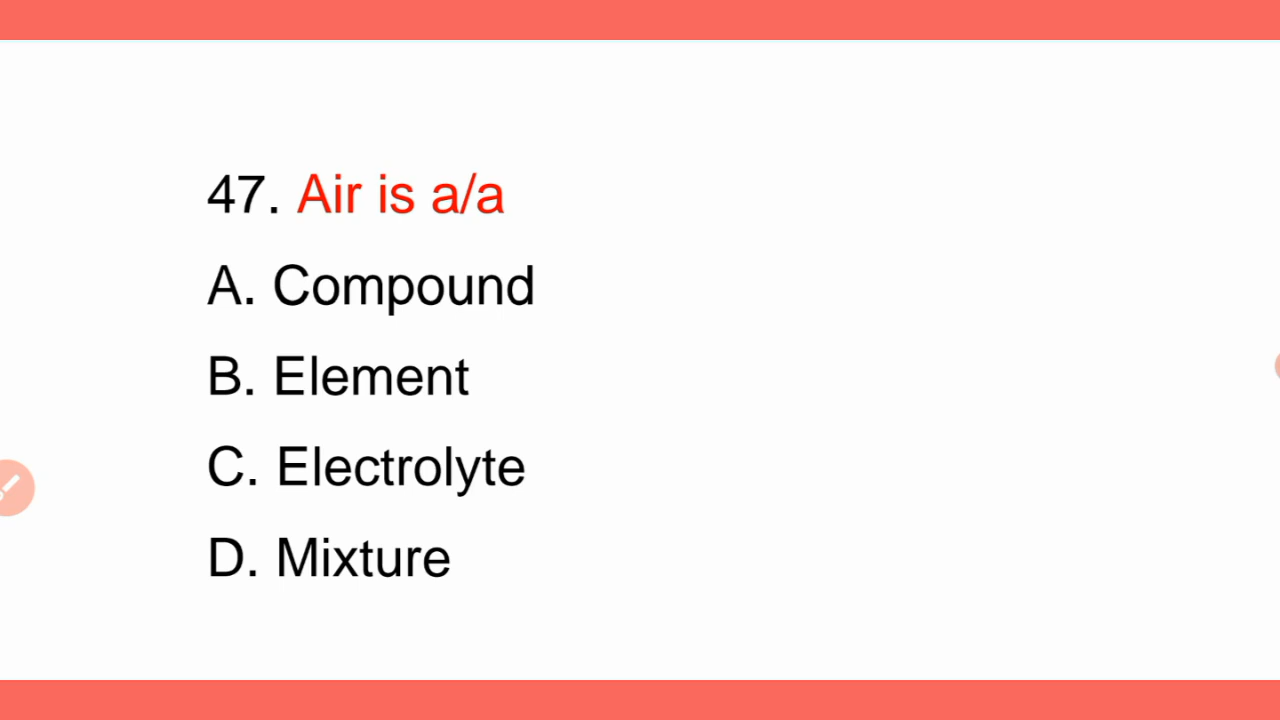 47. Air is a/a
A. Compound
B. Element
C. Electrolyte
D. Mixture